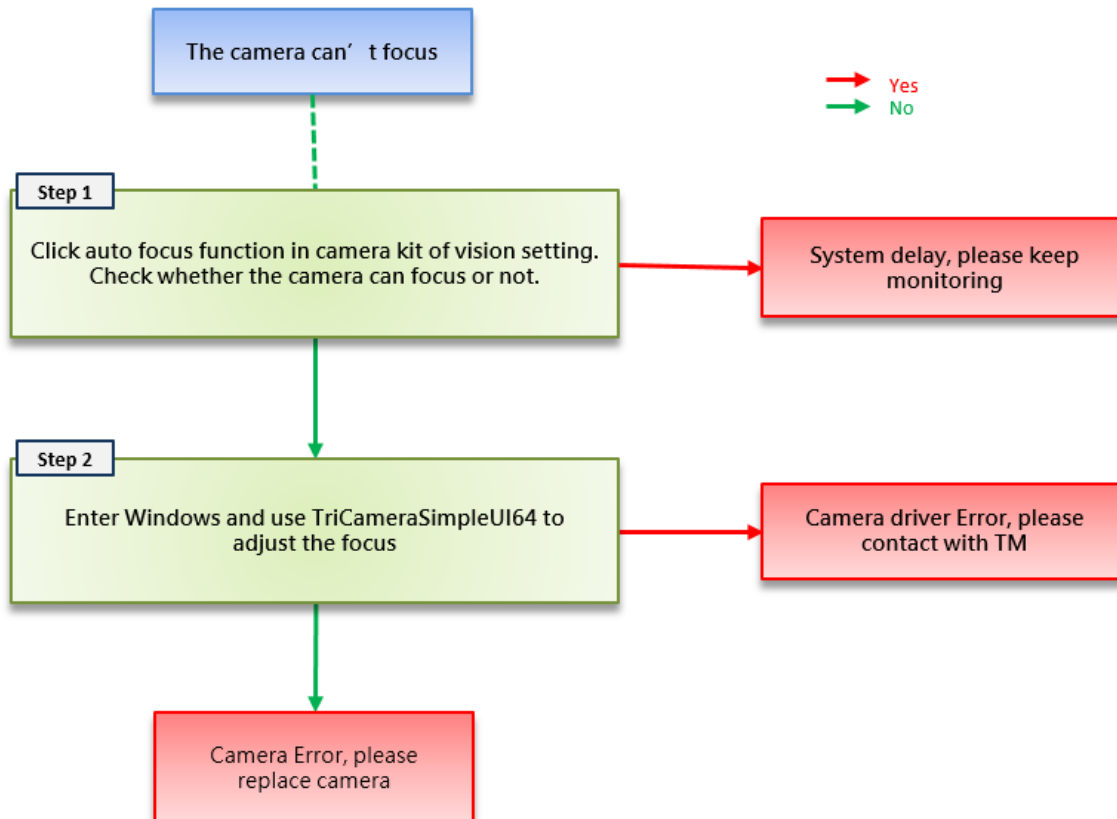 The camera can’ t focus
Yes
No
Step 1
Click auto focus function in camera kit of vision setting.
Check whether the camera can focus or not.
System delay, please keep
monitoring
Step 2
Enter Windows and use TriCameraSimpleUI64 to
adjust the focus
Camera driver Error, please
contact with TM
Camera Error, please
replace camera